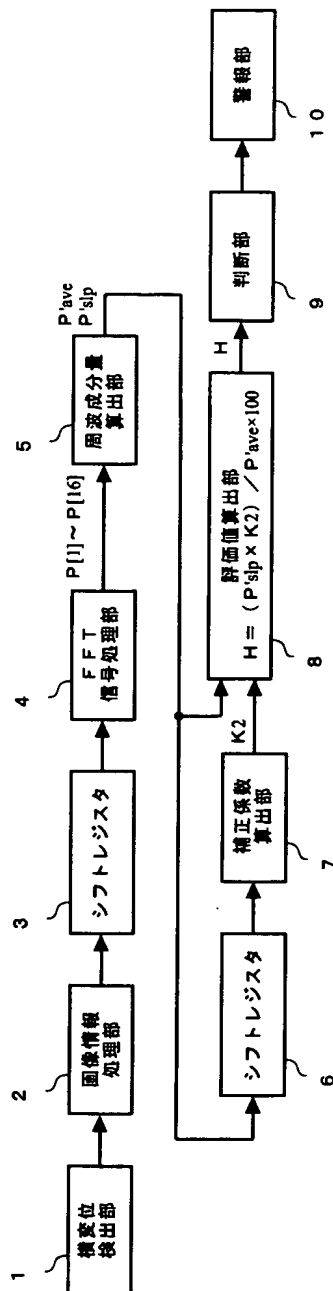 1
横変位
検出部
2
画像情報
処理部
3
シフトレジスタ
4
FFT
信号処理部
P[1]～P[16]
5
周波成分量
算出部
P'ave
P'slp
シフトレジスタ
6
補正係数
算出部
7
K2
評価値算出部
H＝（P'slp×K2）／P'ave×100
8
H
判断部
9
警報部
10